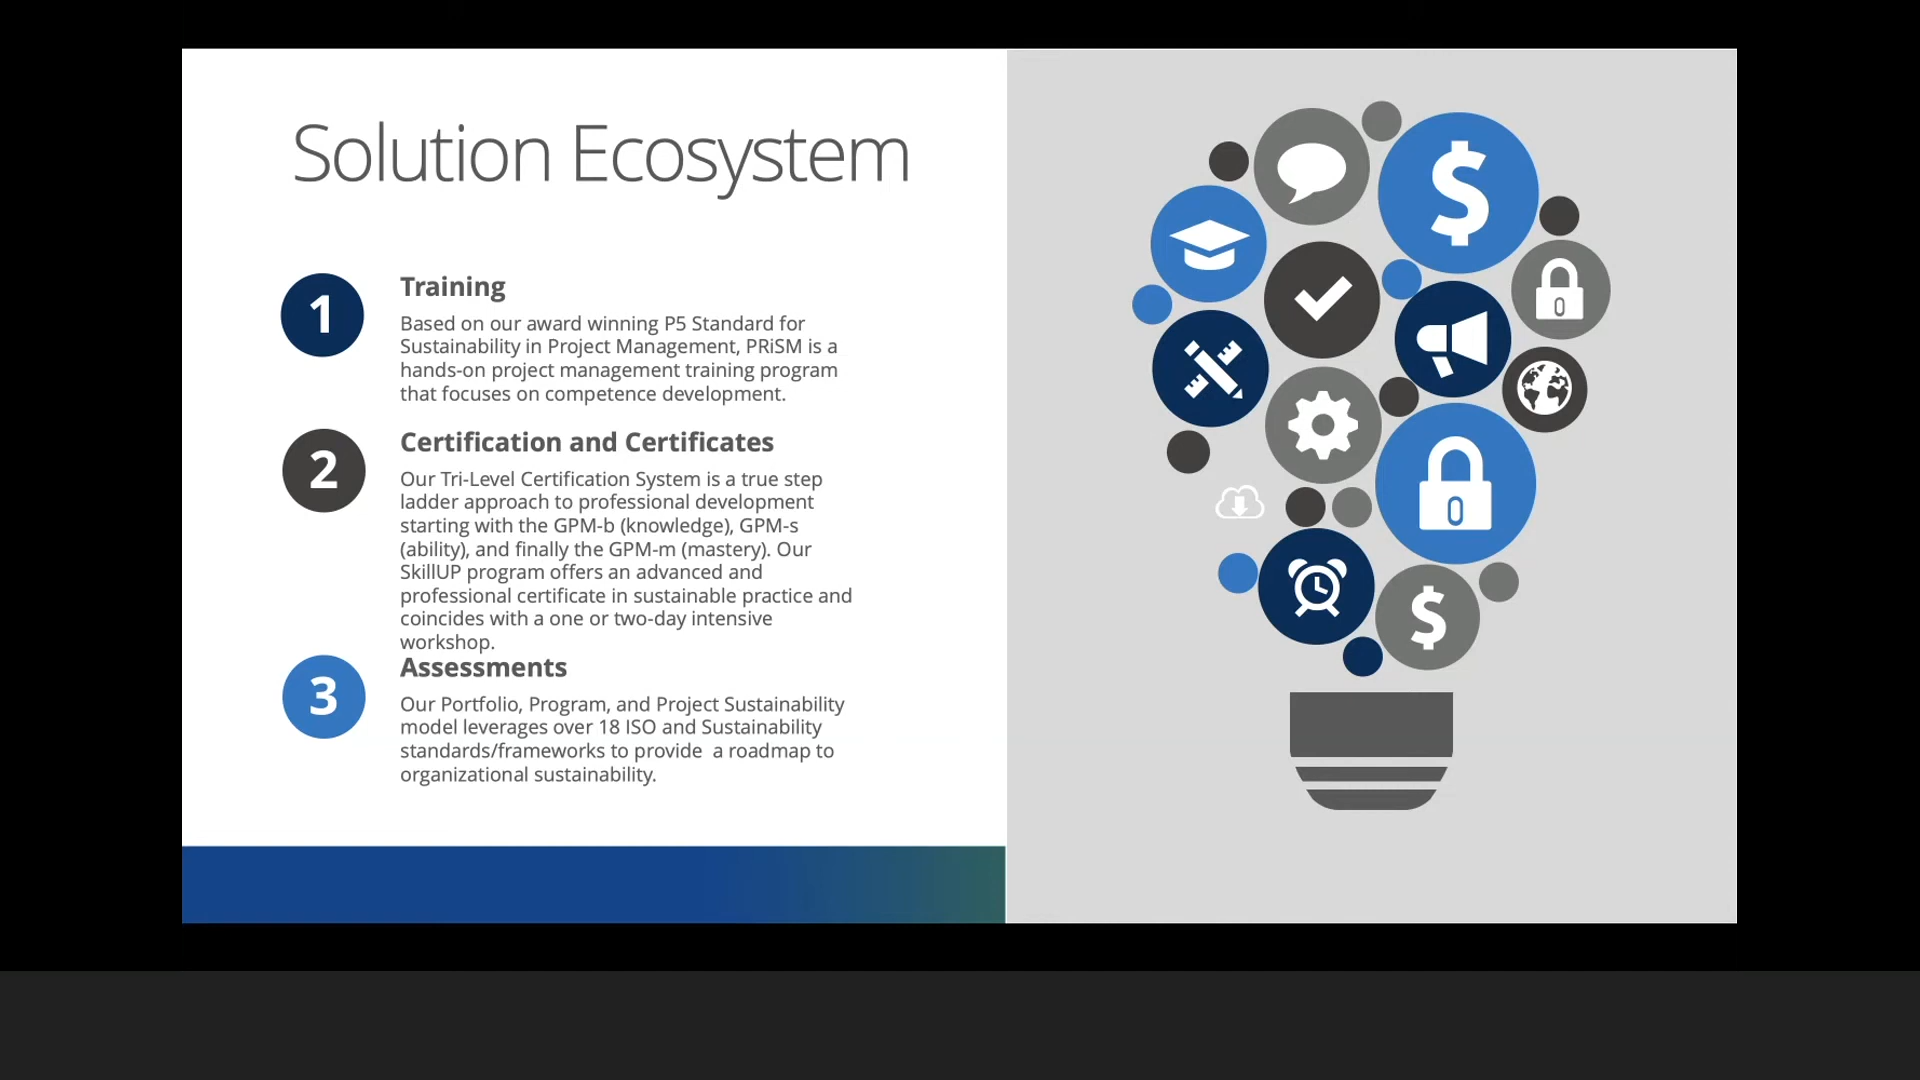 Solution Ecosystem
1
Training
Based on our award winning P5 Standard for
Sustainability in Project Management, PRiSM is a
hands-on project management training program
that focuses on competence development.
2
Certification and Certificates
Our Tri-Level Certification System is a true step
ladder approach to professional development
starting with the GPM-b (knowledge), GPM-s
(ability), and finally the GPM-m (mastery). Our
SkillUP program offers an advanced and
professional certificate in sustainable practice and
coincides with a one or two-day intensive
workshop.
3
Assessments
Our Portfolio, Program, and Project Sustainability
model leverages over 18 ISO and Sustainability
standards/frameworks to provide  a roadmap to
organizational sustainability.
$
$